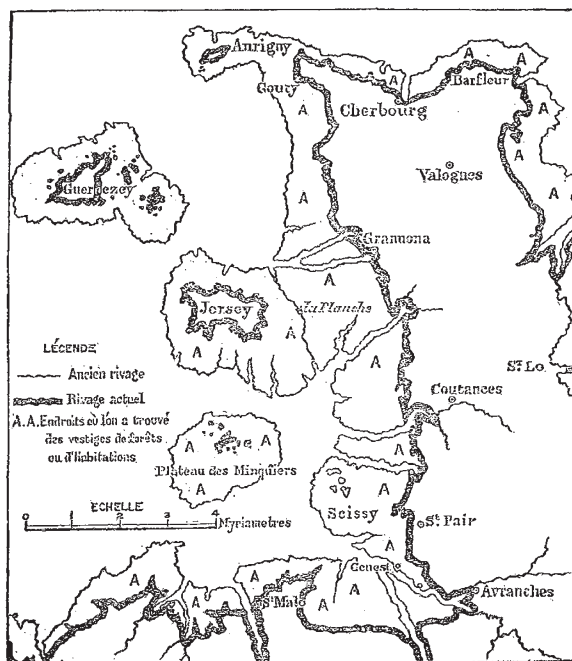 Aurigny
Goury
Cherbourg
Barfleur
A
A
A
A
A
A
A
A
A
Guernezey
Valognes
Grannona
A
La Planche
Jersey
A
A
A
A
LÉGENDE
Ancien rivage
Rivage actuel
A.A. Endroits où l'on a trouvé
des vestiges de forêts
ou d'habitations.
St Lo
Coutances
A
A
A
A
Plateau des Minquiers
A
Scissy
St Pair
A
ECHELLE
0
1
2
3
4
Myriametres
Genest
Avranches
A
A
A
A
A
A
St Malo